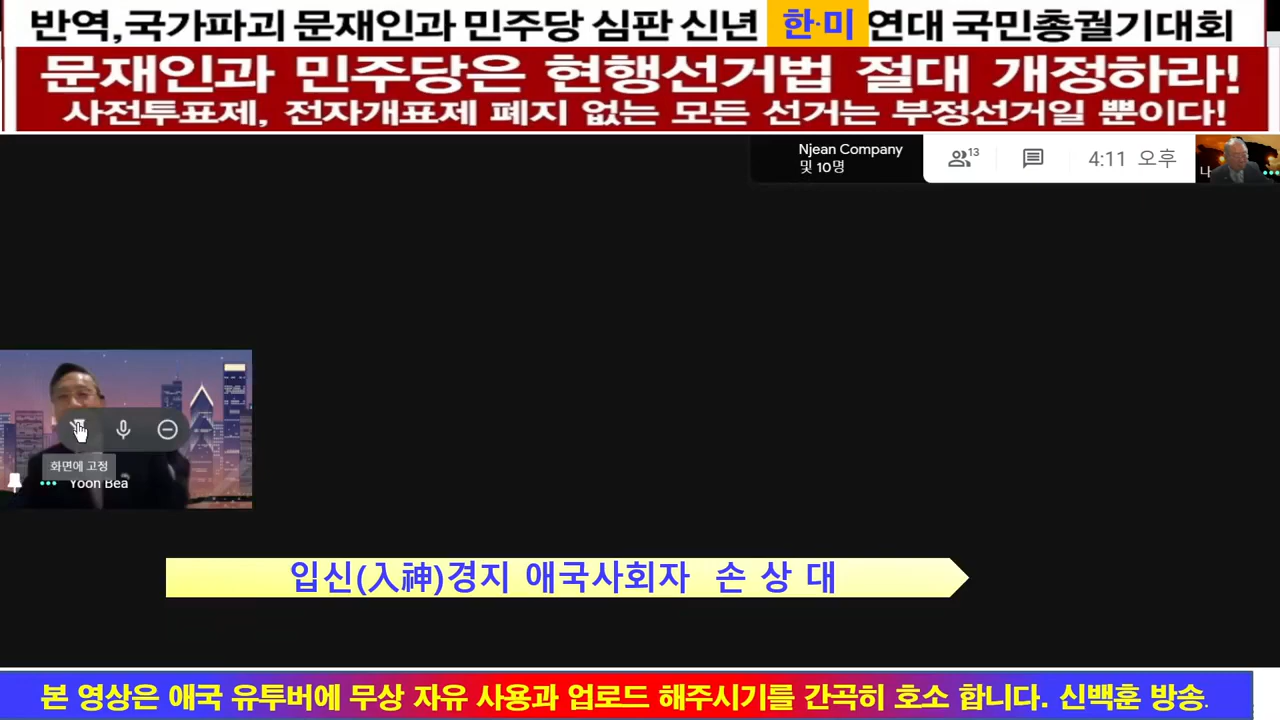 반역,국가파괴 문재인과 민주당 심판 신년 한·미 연대 국민총궐기대회
문재인과 민주당은 현행선거법 절대 개정하라!
사전투표제, 전자개표제 폐지 없는 모든 선거는 부정선거일 뿐이다!
Njean Company
및 10명
13
4:11 오후
나
화면에 고정
Yoon Bea
입신(入神)경지 애국사회자 손 상 대
본 영상은 애국 유투버에 무상 자유 사용과 업로드 해주시기를 간곡히 호소 합니다. 신백훈 방송.